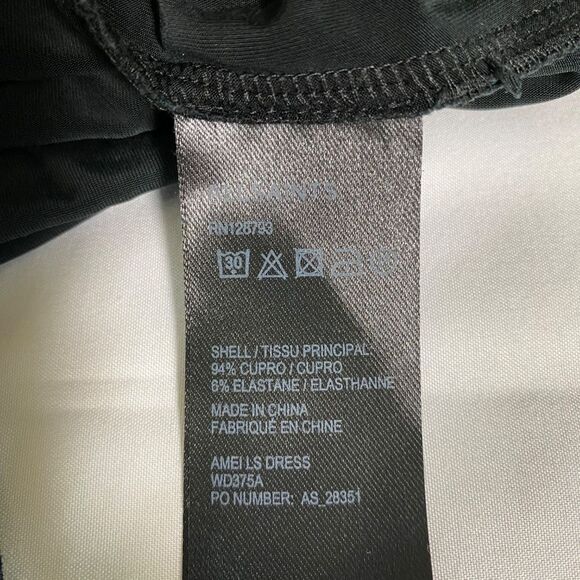 ALLSAINTS
RN128793
30
SHELL / TISSU PRINCIPAL:
94% CUPRO / CUPRO
6% ELASTANE / ELASTHANNE
MADE IN CHINA
FABRIQUÉ EN CHINE
AMEI LS DRESS
WD375A
PO NUMBER: AS_28351